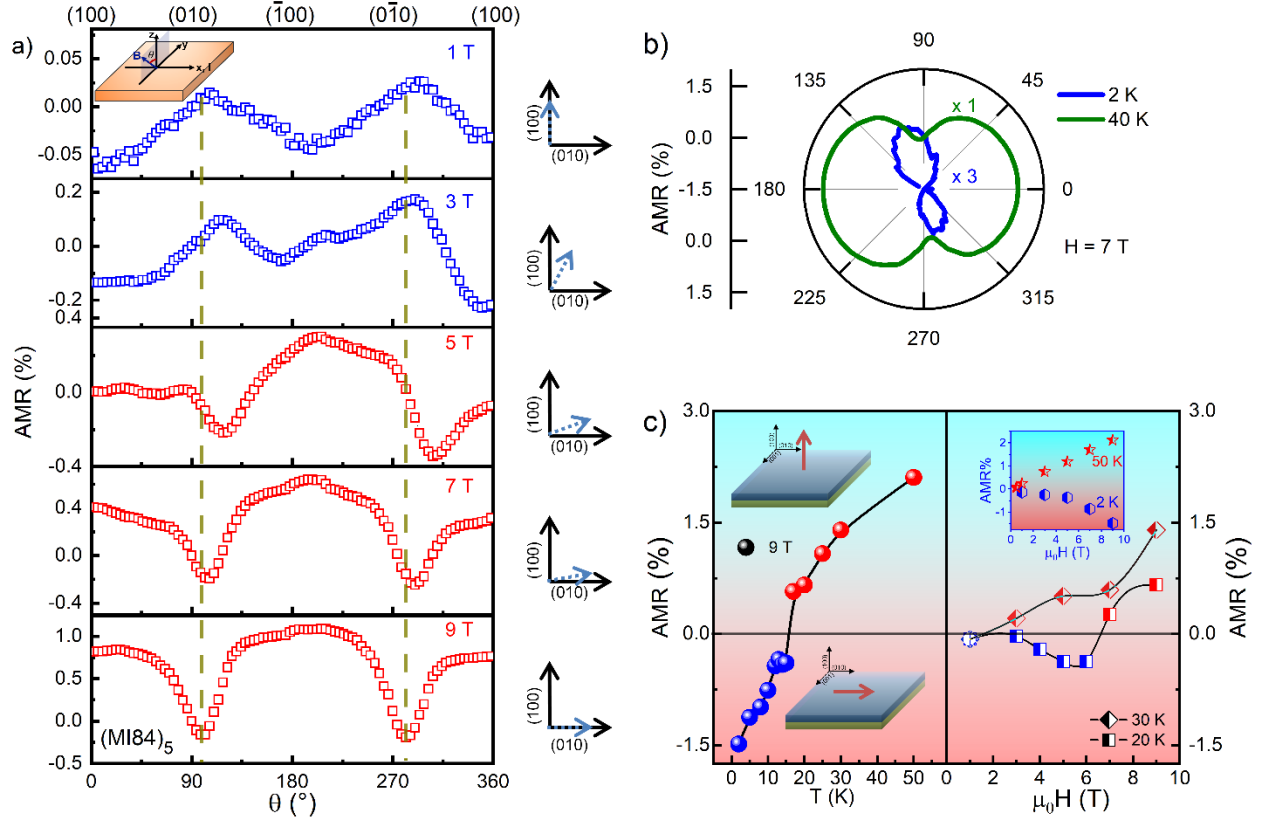 (100) (010) (1̅00) (01̅0) (100)
a)
z
y
B
θ
x, I
1 T
0.05
0.00
-0.05
(100)
(010)
3 T
0.2
0.0
-0.2
(100)
(010)
5 T
0.4
0.0
-0.4
(100)
(010)
AMR (%)
7 T
0.4
0.0
-0.4
(100)
(010)
9 T
1.0
0.5
0.0
-0.5
(MI84)5
(100)
(010)
0 90 180 270 360
θ (°)
b)
AMR (%)
1.5
0.0
-1.5
0.0
1.5
90
135 45
180 0
225 315
270
x 1
x 3
2 K
40 K
H = 7 T
c)
AMR (%)
3.0
1.5
0.0
-1.5
(100)
(010)
(001)
9 T
(100)
(010)
(001)
0 10 20 30 40 50
T (K)
AMR%
2
1
0
-1
50 K
2 K
0 2 4 6 8 10
μ0H (T)
30 K
20 K
0 2 4 6 8 10
μ0H (T)
3.0
1.5
0.0
-1.5
AMR (%)